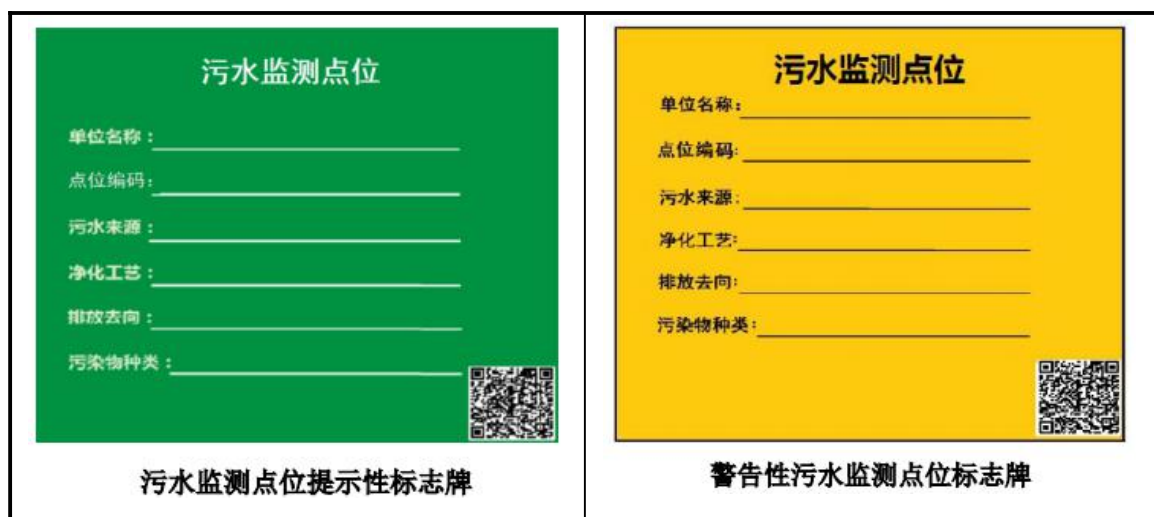 污水监测点位
单位名称：
点位编码：
污水来源：
净化工艺：
排放去向：
污染物种类：
污水监测点位提示性标志牌
污水监测点位
单位名称：
点位编码:
污水来源:
净化工艺:
排放去向:
污染物种类:
警告性污水监测点位标志牌